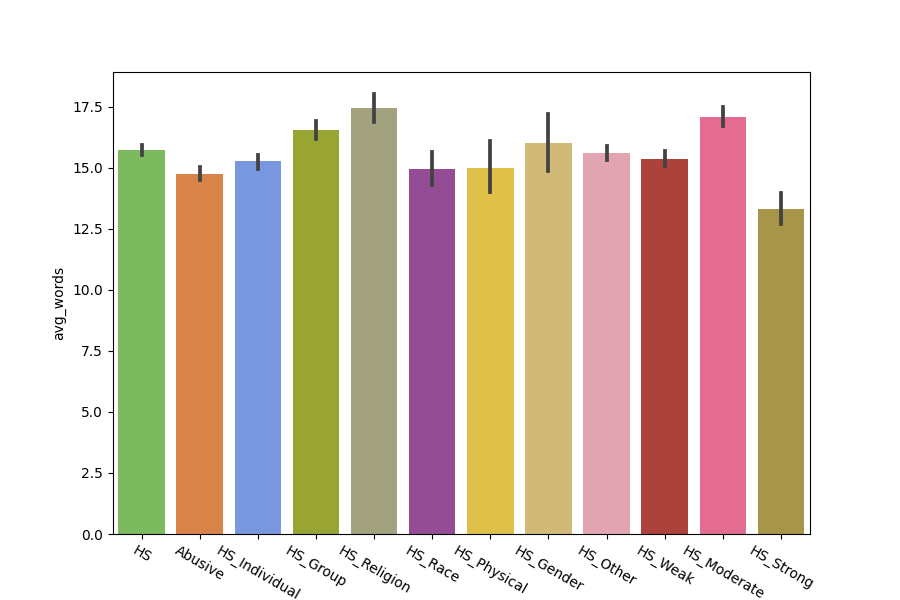 17.5
15.0
12.5
10.0
7.5
5.0
2.5
0.0
avg_words
HS
Abusive
HS_Individual
HS_Group
HS_Religion
HS_Race
HS_Physical
HS_Gender
HS_Other
HS_Weak
HS_Moderate
HS_Strong